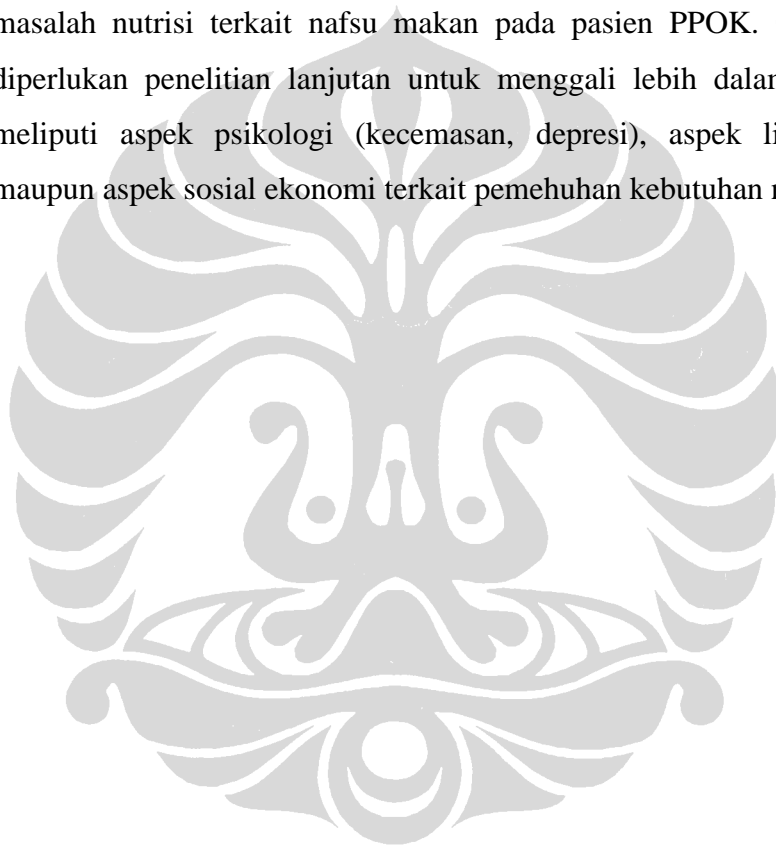 masalah nutrisi terkait nafsu makan pada pasien PPOK.
diperlukan penelitian lanjutan untuk menggali lebih dalam
meliputi aspek psikologi (kecemasan, depresi), aspek li
maupun aspek sosial ekonomi terkait pemehuhan kebutuhan